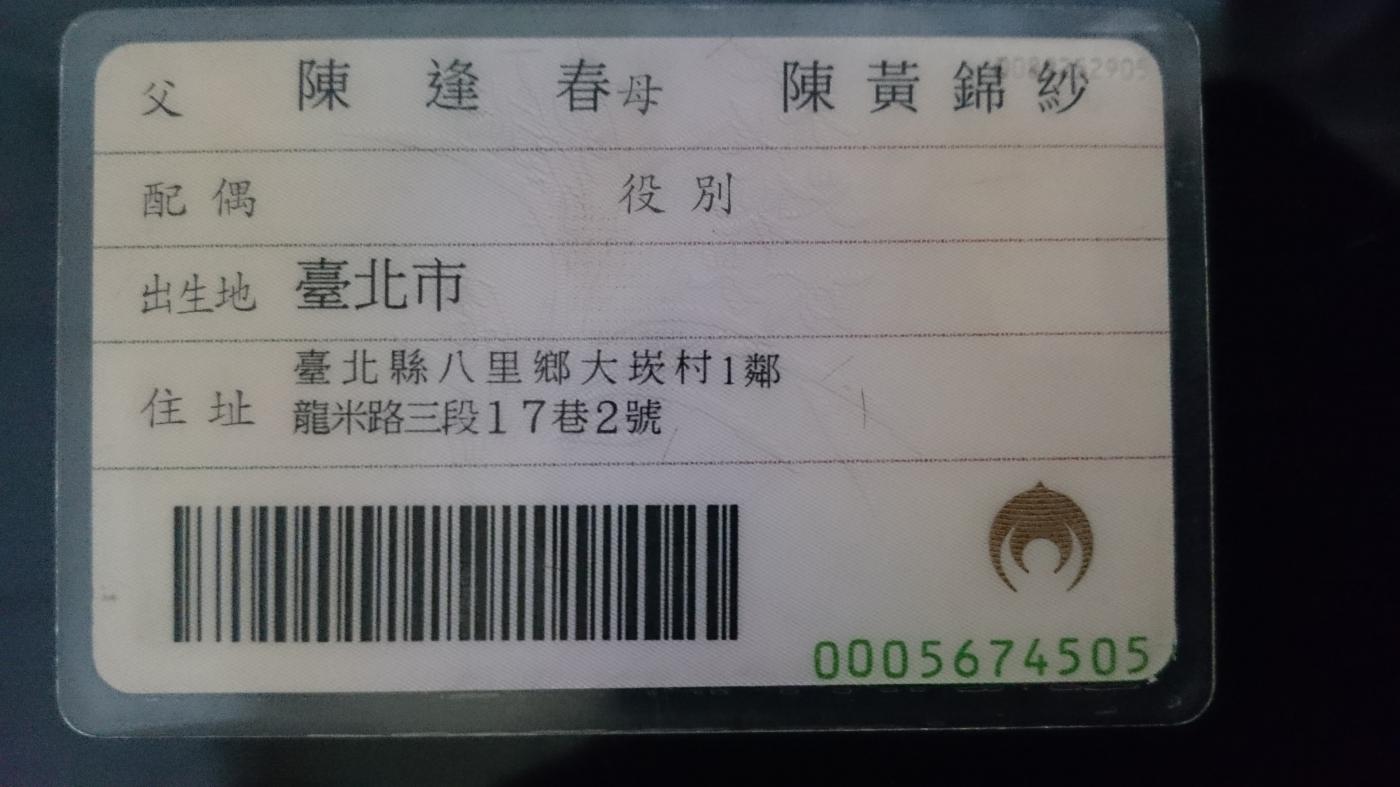 父 陳逢春 母 陳黃錦紗
配偶 役別
出生地 臺北市
住址 臺北縣八里鄉大崁村1鄰
龍米路三段17巷2號
0005674505